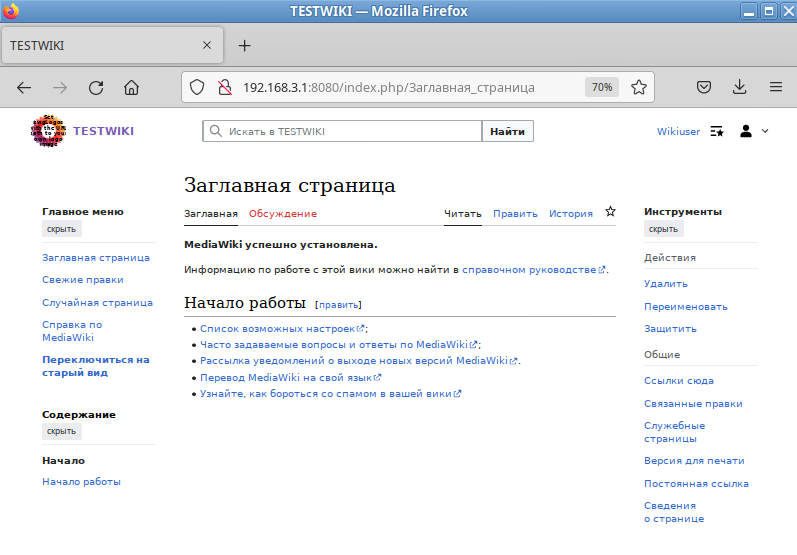 TESTWIKI — Mozilla Firefox
TESTWIKI
192.168.3.1:8080/index.php/Заглавная_страница
70%
TESTWIKI
Искать в TESTWIKI
Найти
Wikiuser
Заглавная страница
Заглавная Обсуждение
Читать Править История
Главное меню
скрыть
Заглавная страница
Свежие правки
Случайная страница
Справка по
MediaWiki
Переключиться на
старый вид
Содержание
скрыть
Начало
Начало работы
MediaWiki успешно установлена.
Информацию по работе с этой вики можно найти в справочном руководстве.
Начало работы [править]
Список возможных настроек;
Часто задаваемые вопросы и ответы по MediaWiki;
Рассылка уведомлений о выходе новых версий MediaWiki.
Перевод MediaWiki на свой язык
Узнайте, как бороться со спамом в вашей вики
Инструменты
скрыть
Действия
Удалить
Переименовать
Защитить
Общие
Ссылки сюда
Связанные правки
Служебные
страницы
Версия для печати
Постоянная ссылка
Сведения
о странице